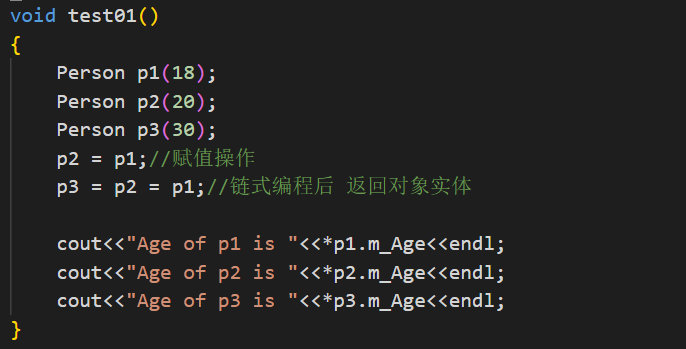 void test01()
{
    Person p1(18);
    Person p2(20);
    Person p3(30);
    p2 = p1;//赋值操作
    p3 = p2 = p1;//链式编程后 返回对象实体
    cout<<"Age of p1 is "<<*p1.m_Age<<endl;
    cout<<"Age of p2 is "<<*p2.m_Age<<endl;
    cout<<"Age of p3 is "<<*p3.m_Age<<endl;
}